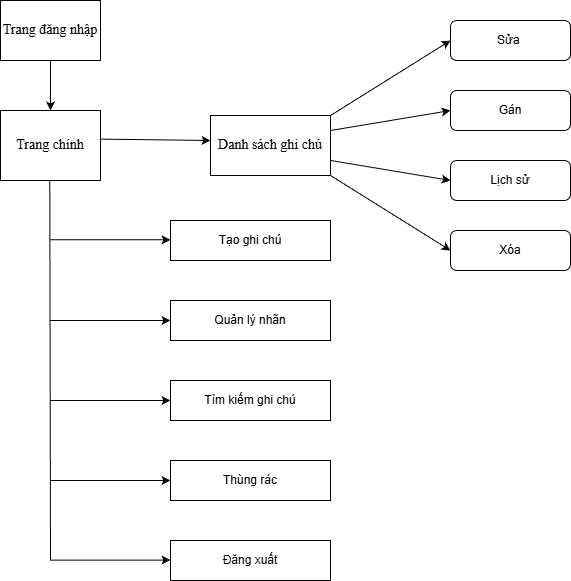 Trang đăng nhập
Trang chính
Danh sách ghi chú
Sửa
Gán
Lịch sử
Xóa
Tạo ghi chú
Quản lý nhãn
Tìm kiếm ghi chú
Thùng rác
Đăng xuất